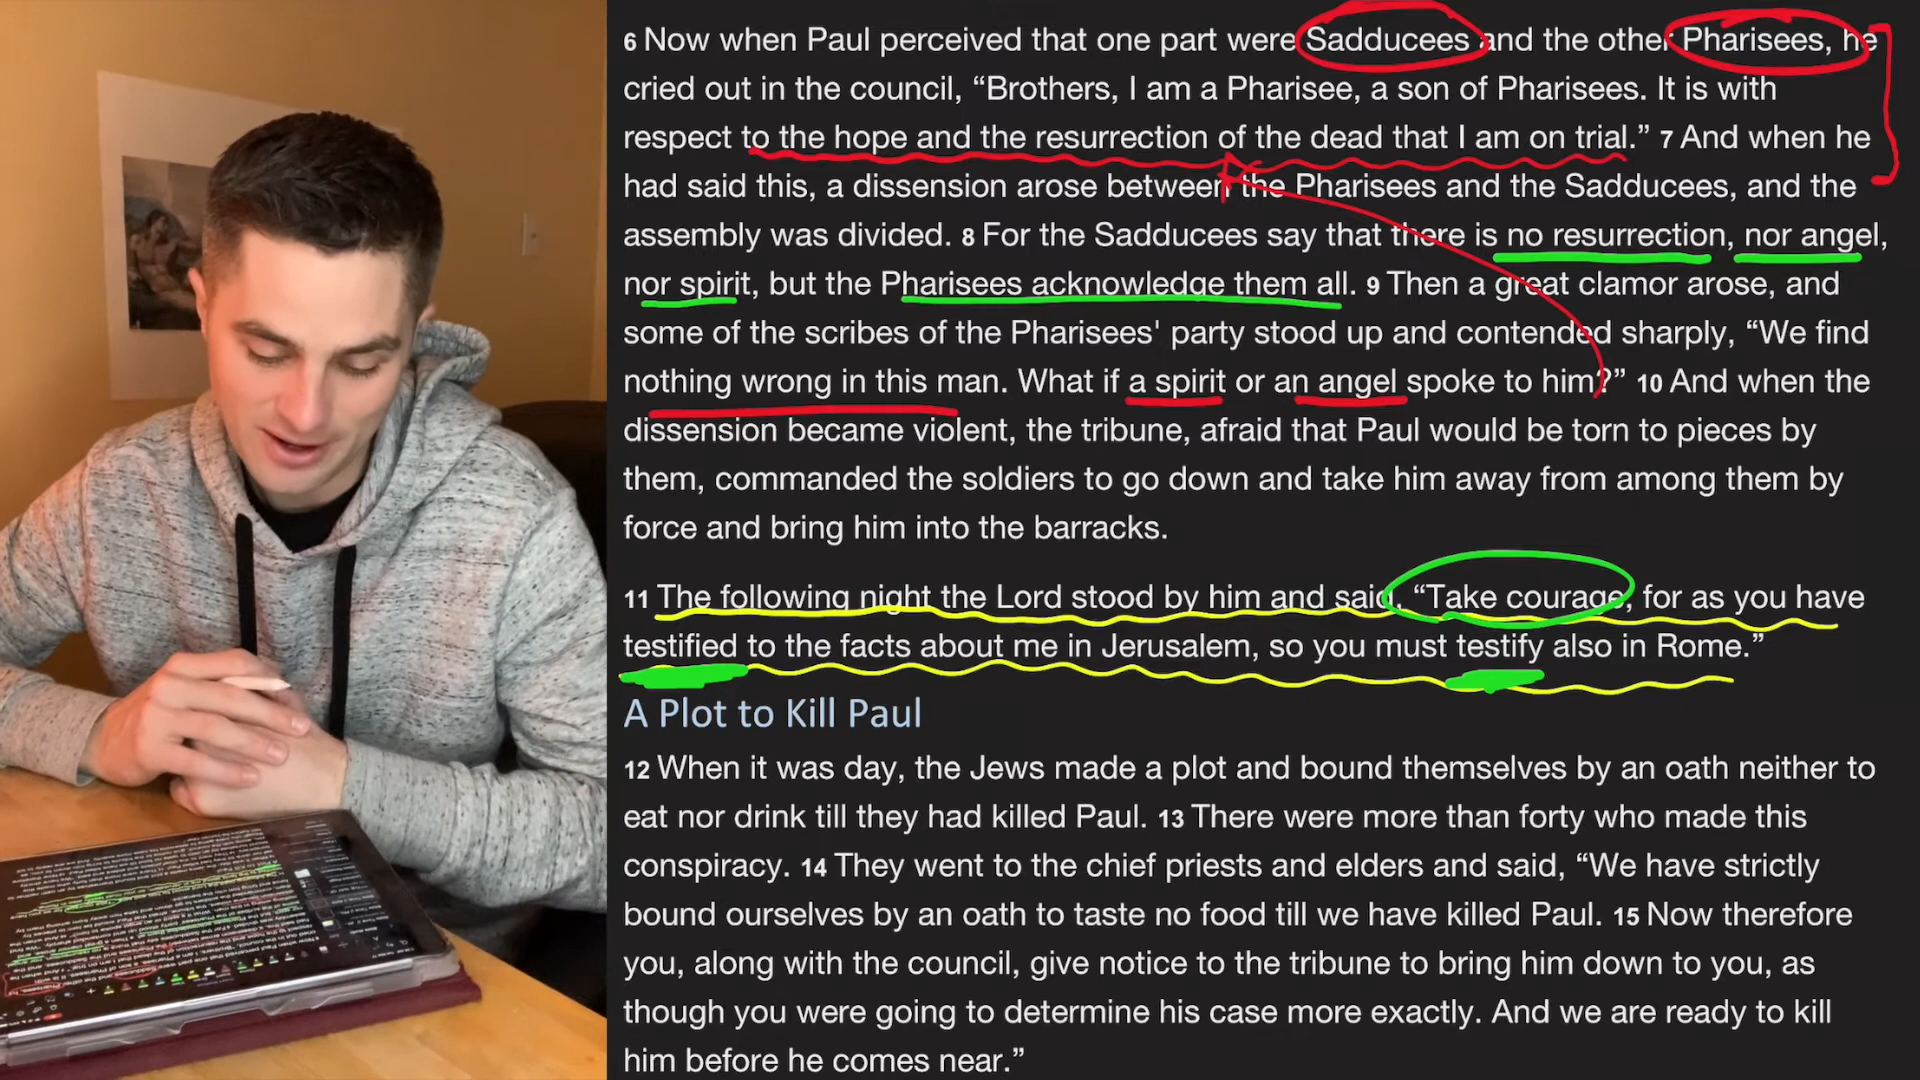 6 Now when Paul perceived that one part were Sadducees and the other Pharisees, he
cried out in the council, “Brothers, I am a Pharisee, a son of Pharisees. It is with
respect to the hope and the resurrection of the dead that I am on trial.” 7 And when he
had said this, a dissension arose between the Pharisees and the Sadducees, and the
assembly was divided. 8 For the Sadducees say that there is no resurrection, nor angel,
nor spirit, but the Pharisees acknowledge them all. 9 Then a great clamor arose, and
some of the scribes of the Pharisees' party stood up and contended sharply, “We find
nothing wrong in this man. What if a spirit or an angel spoke to him?” 10 And when the
dissension became violent, the tribune, afraid that Paul would be torn to pieces by
them, commanded the soldiers to go down and take him away from among them by
force and bring him into the barracks.
11 The following night the Lord stood by him and said, “Take courage, for as you have
testified to the facts about me in Jerusalem, so you must testify also in Rome.”
A Plot to Kill Paul
12 When it was day, the Jews made a plot and bound themselves by an oath neither to
eat nor drink till they had killed Paul. 13 There were more than forty who made this
conspiracy. 14 They went to the chief priests and elders and said, “We have strictly
bound ourselves by an oath to taste no food till we have killed Paul. 15 Now therefore
you, along with the council, give notice to the tribune to bring him down to you, as
though you were going to determine his case more exactly. And we are ready to kill
him before he comes near.”